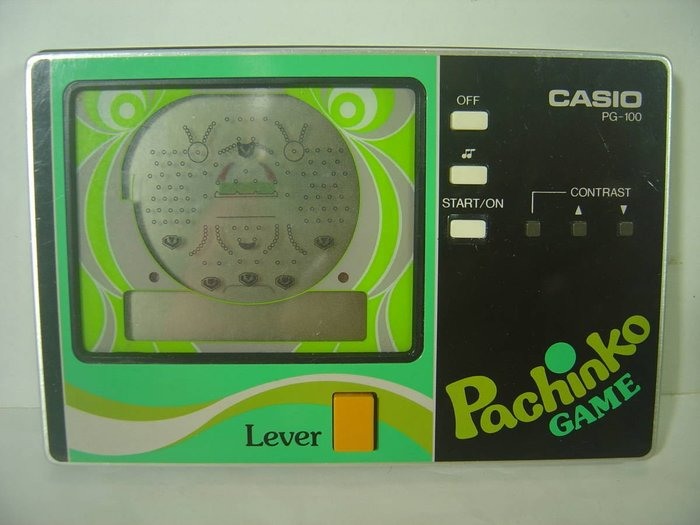 CASIO
PG-100
OFF
START/ON
CONTRAST
▲ ▼
Pachinko
GAME
Lever